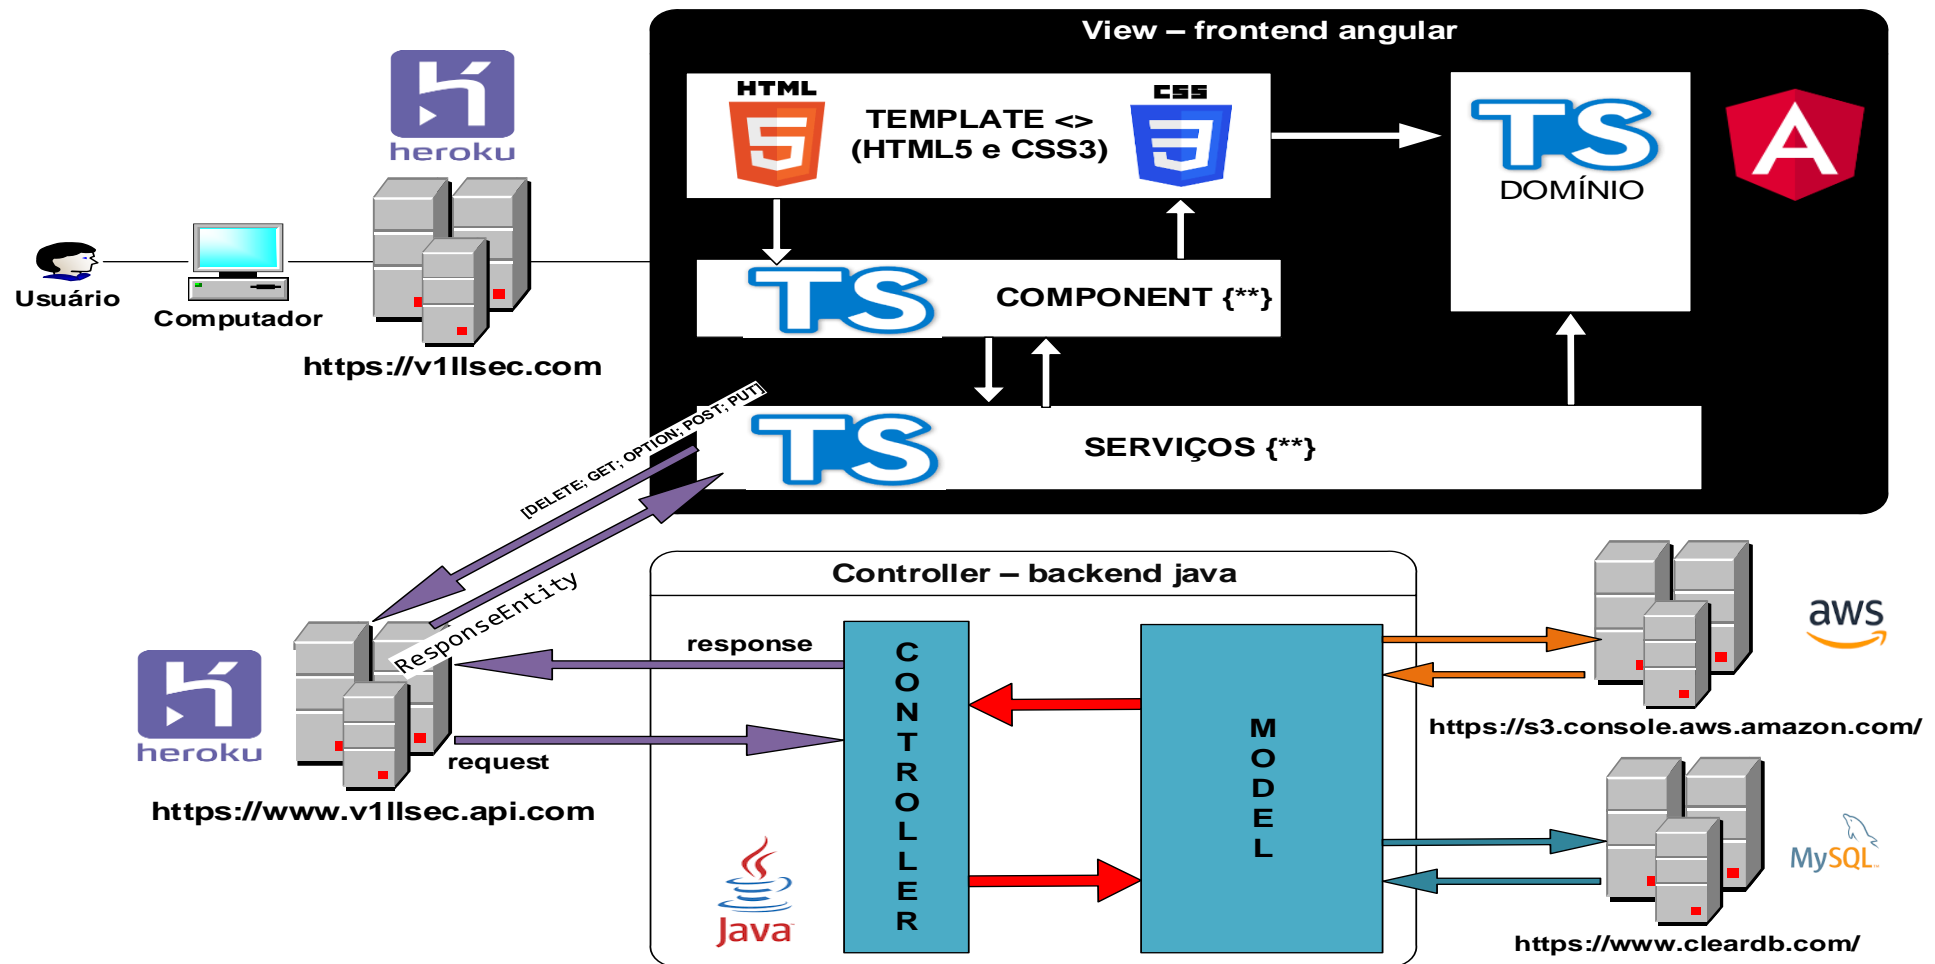 View – frontend angular
HTML
5
TEMPLATE <>
(HTML5 e CSS3)
CSS
3
TS
DOMÍNIO
A
heroku
Usuário
Computador
https://v1llsec.com
TS
COMPONENT {**}
TS
SERVIÇOS {**}
[DELETE; GET; OPTION; POST; PUT]
ResponseEntity
heroku
https://www.v1llsec.api.com
Controller – backend java
response
request
CONTROLLER
MODEL
Java
aws
https://s3.console.aws.amazon.com/
MySQL
https://www.cleardb.com/